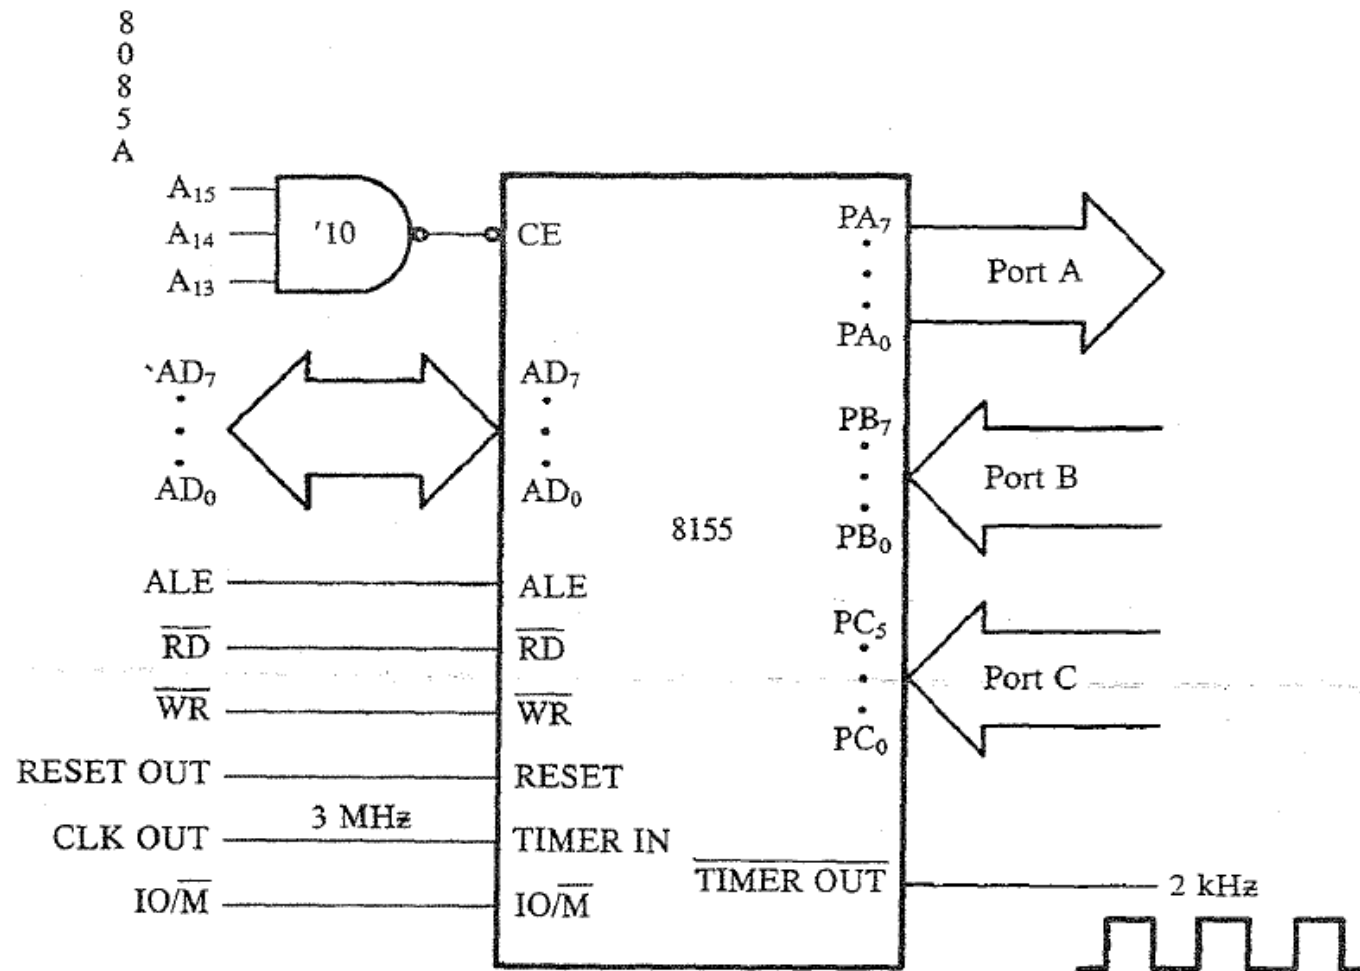 8
0
8
5
A
A15
A14
A13
'10
CE
AD7
AD0
AD7
AD0
ALE
ALE
RD
RD
WR
WR
RESET OUT
RESET
CLK OUT
3 MHz
TIMER IN
IO/M
IO/M
8155
PA7
Port A
PA0
PB7
Port B
PB0
PC5
Port C
PC0
TIMER OUT
2 kHz